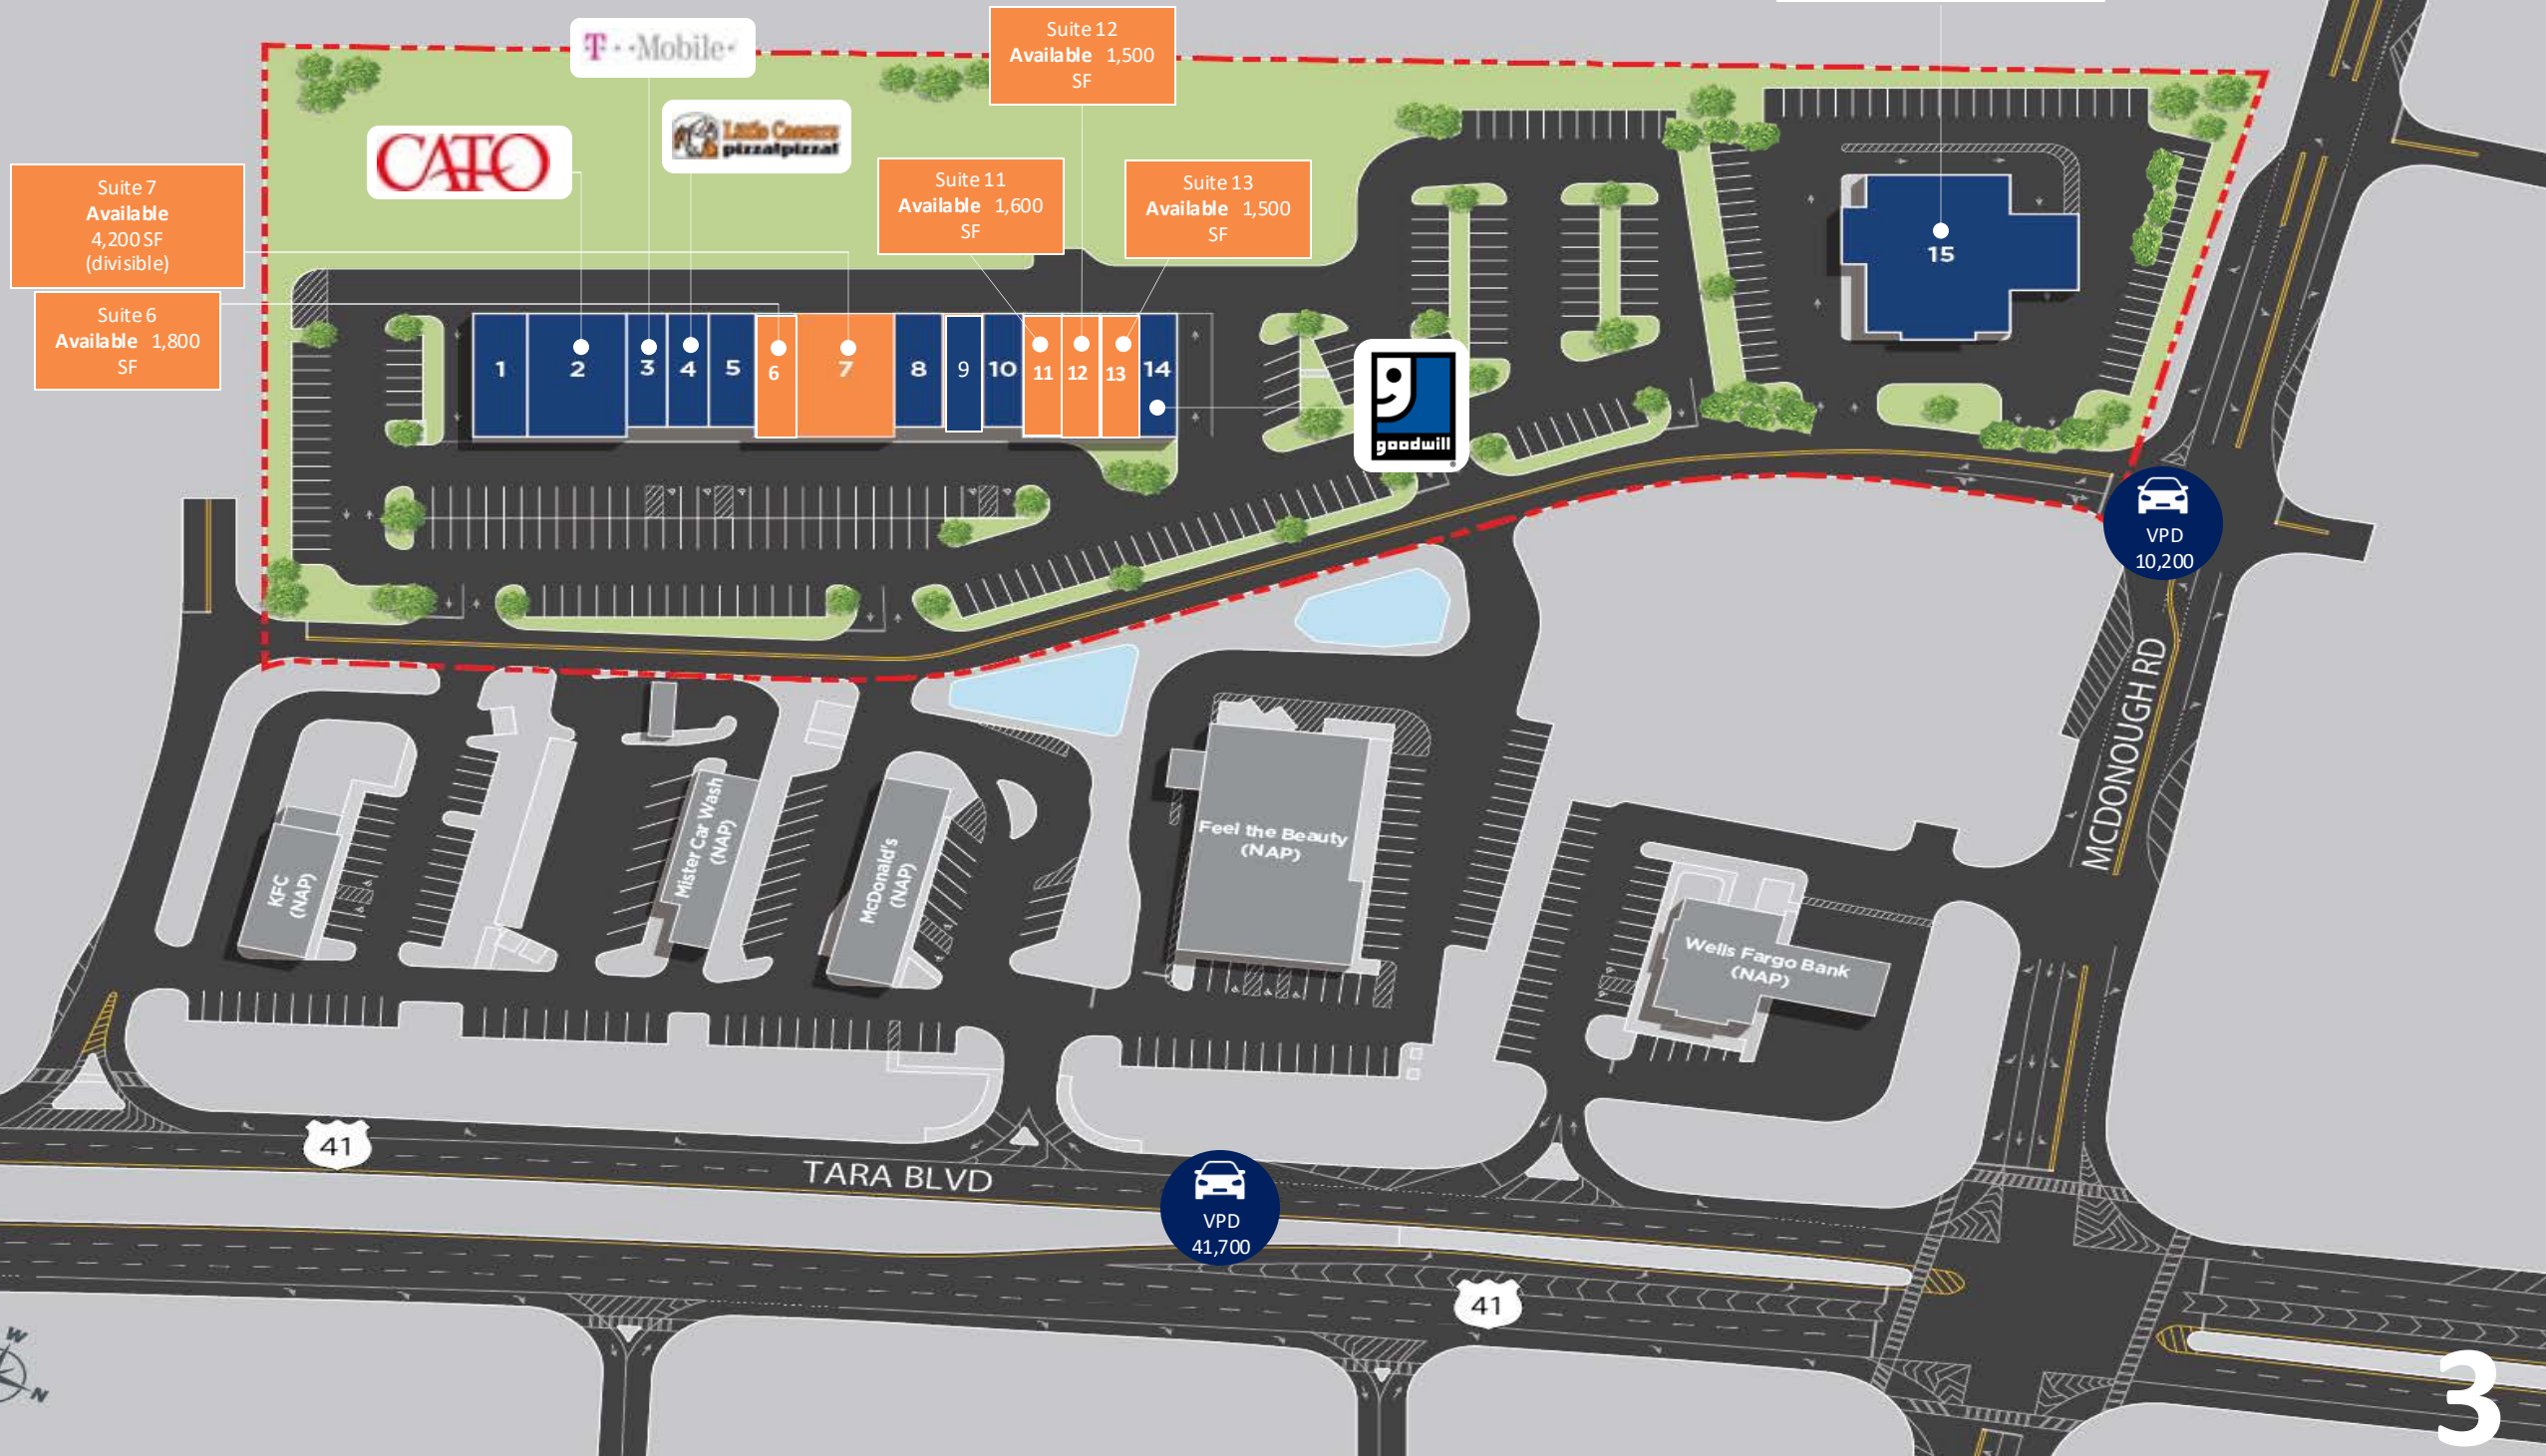 T··Mobile·
Suite 12
Available 1,500
SF
CATO
Little Caesars
pizza!pizza!
Suite 7
Available
4,200 SF
(divisible)
Suite 11
Available 1,600
SF
Suite 13
Available 1,500
SF
Suite 6
Available 1,800
SF
15
1
2
3
4
5
6
7
8
9
10
11
12
13
14
goodwill
VPD
10,200
MCDONOUGH RD
KFC
(NAP)
Mister Car Wash
(NAP)
McDonald's
(NAP)
Feel the Beauty
(NAP)
Wells Fargo Bank
(NAP)
41
TARA BLVD
VPD
41,700
41
W
N
3